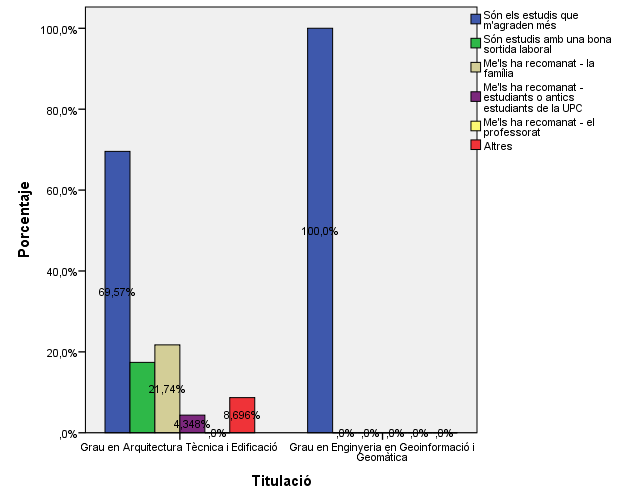 Porcentaje
100,0%
80,0%
60,0%
40,0%
20,0%
,0%
69,57%
21,74%
4,348%
,0%
8,696%
100,0%
,0%
,0%
,0%
,0%
,0%
Grau en Arquitectura Tècnica i Edificació
Grau en Enginyeria en Geoinformació i
Geomàtica
Titulació
Són els estudis que
m'agraden més
Són estudis amb una bona
sortida laboral
Me'ls ha recomanat - la
família
Me'ls ha recomanat -
estudiants o antics
estudiants de la UPC
Me'ls ha recomanat - el
professorat
Altres